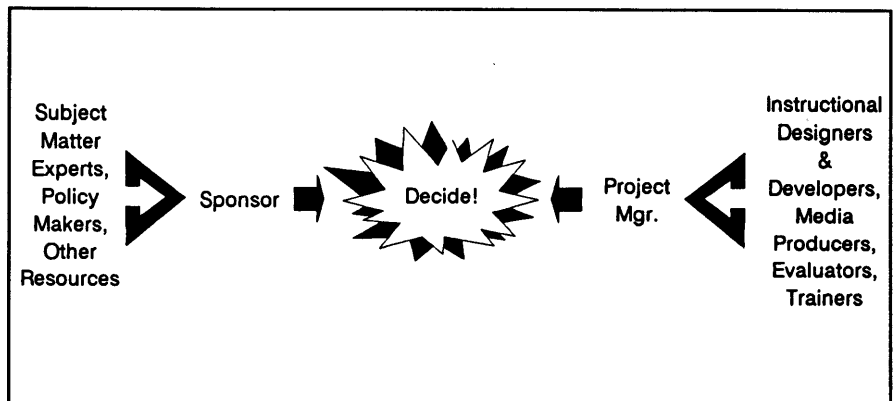 Subject
Matter
Experts,
Policy
Makers,
Other
Resources
Sponsor
Decide!
Project
Mgr.
Instructional
Designers
&
Developers,
Media
Producers,
Evaluators,
Trainers